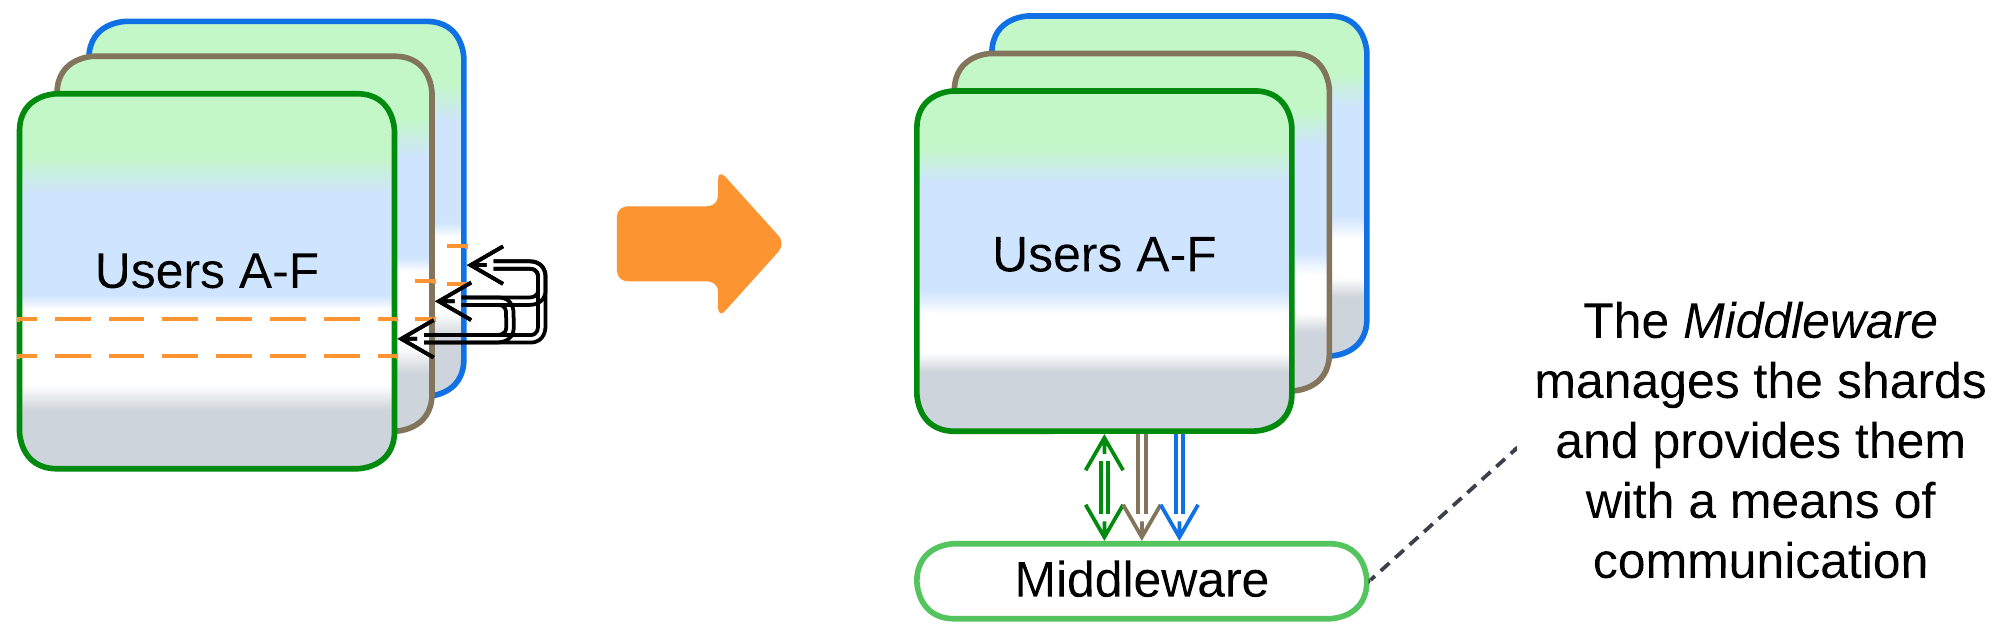 Users A-F
Users A-F
The Middleware
manages the shards
and provides them
with a means of
communication
Middleware